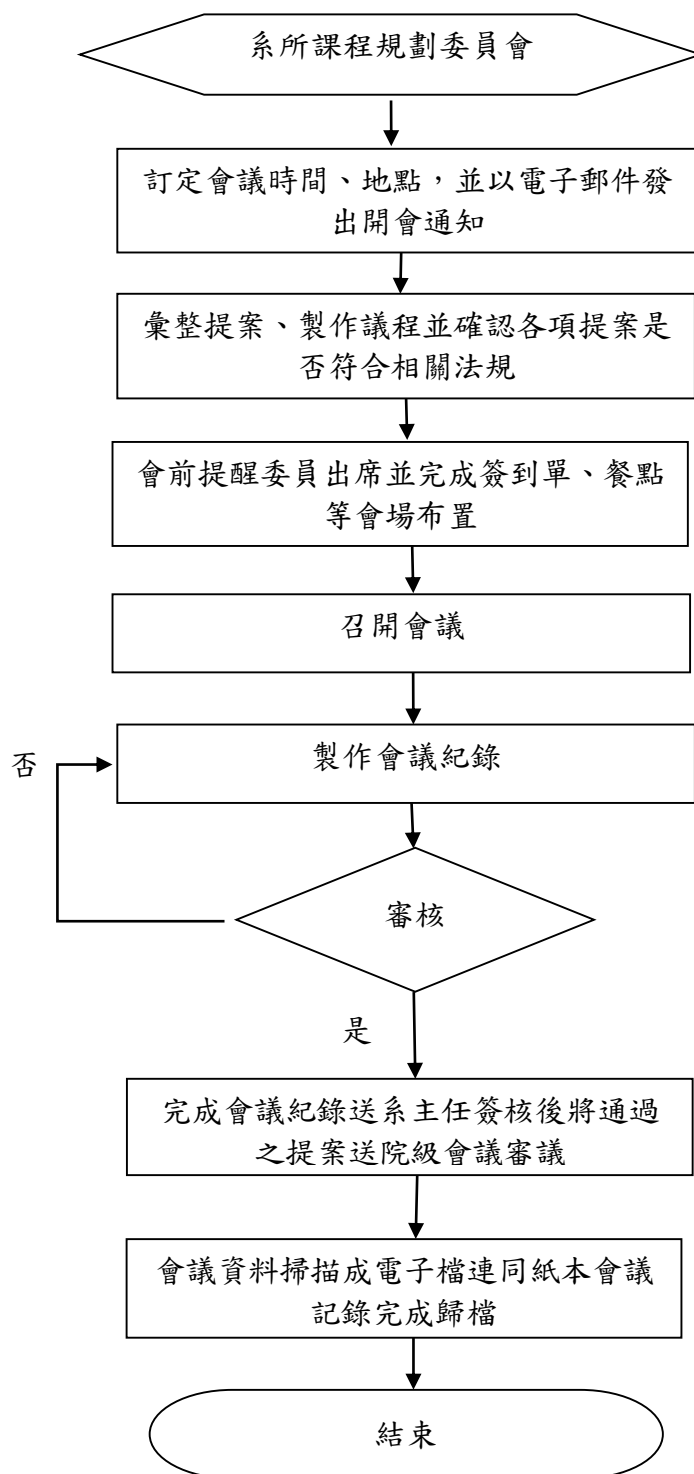 系所課程規劃委員會
訂定會議時間、地點，並以電子郵件發
出開會通知
彙整提案、製作議程並確認各項提案是
否符合相關法規
會前提醒委員出席並完成簽到單、餐點
等會場布置
召開會議
製作會議紀錄
否
審核
是
完成會議紀錄送系主任簽核後將通過
之提案送院級會議審議
會議資料掃描成電子檔連同紙本會議
記錄完成歸檔
結束